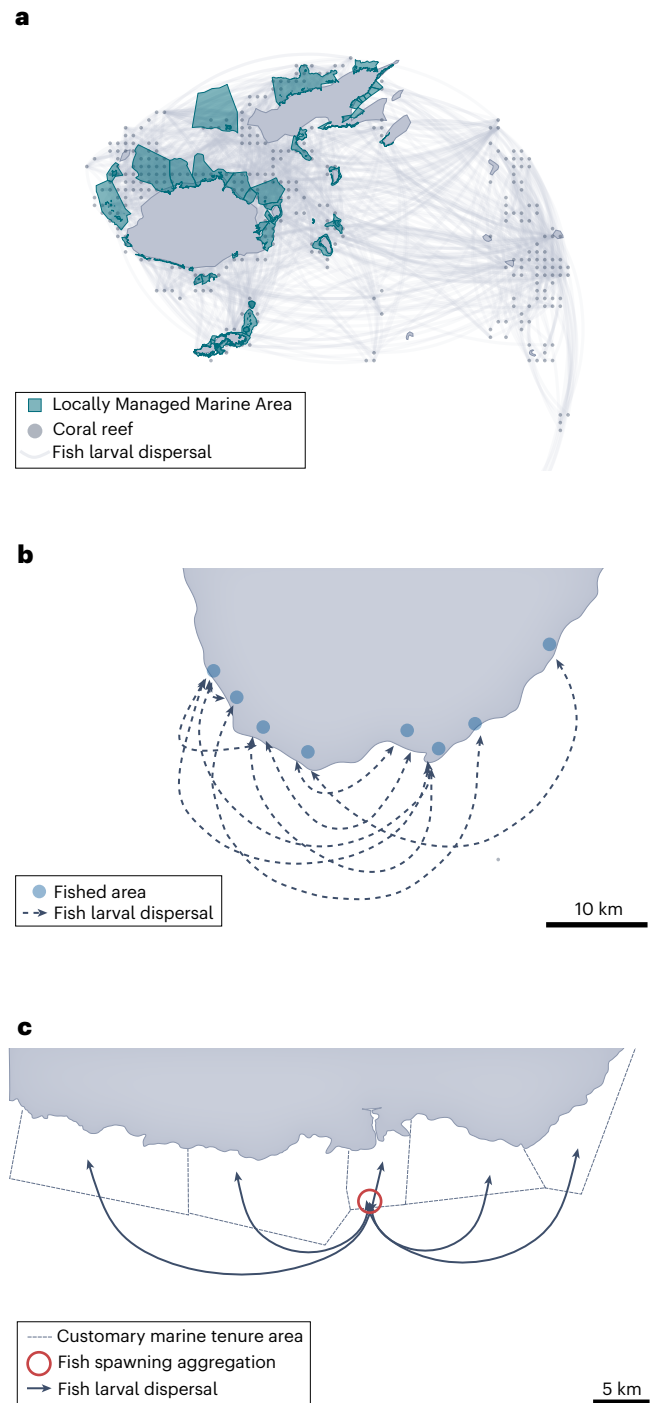 a
Locally Managed Marine Area
Coral reef
Fish larval dispersal
b
Fished area
Fish larval dispersal
10 km
c
Customary marine tenure area
Fish spawning aggregation
Fish larval dispersal
5 km